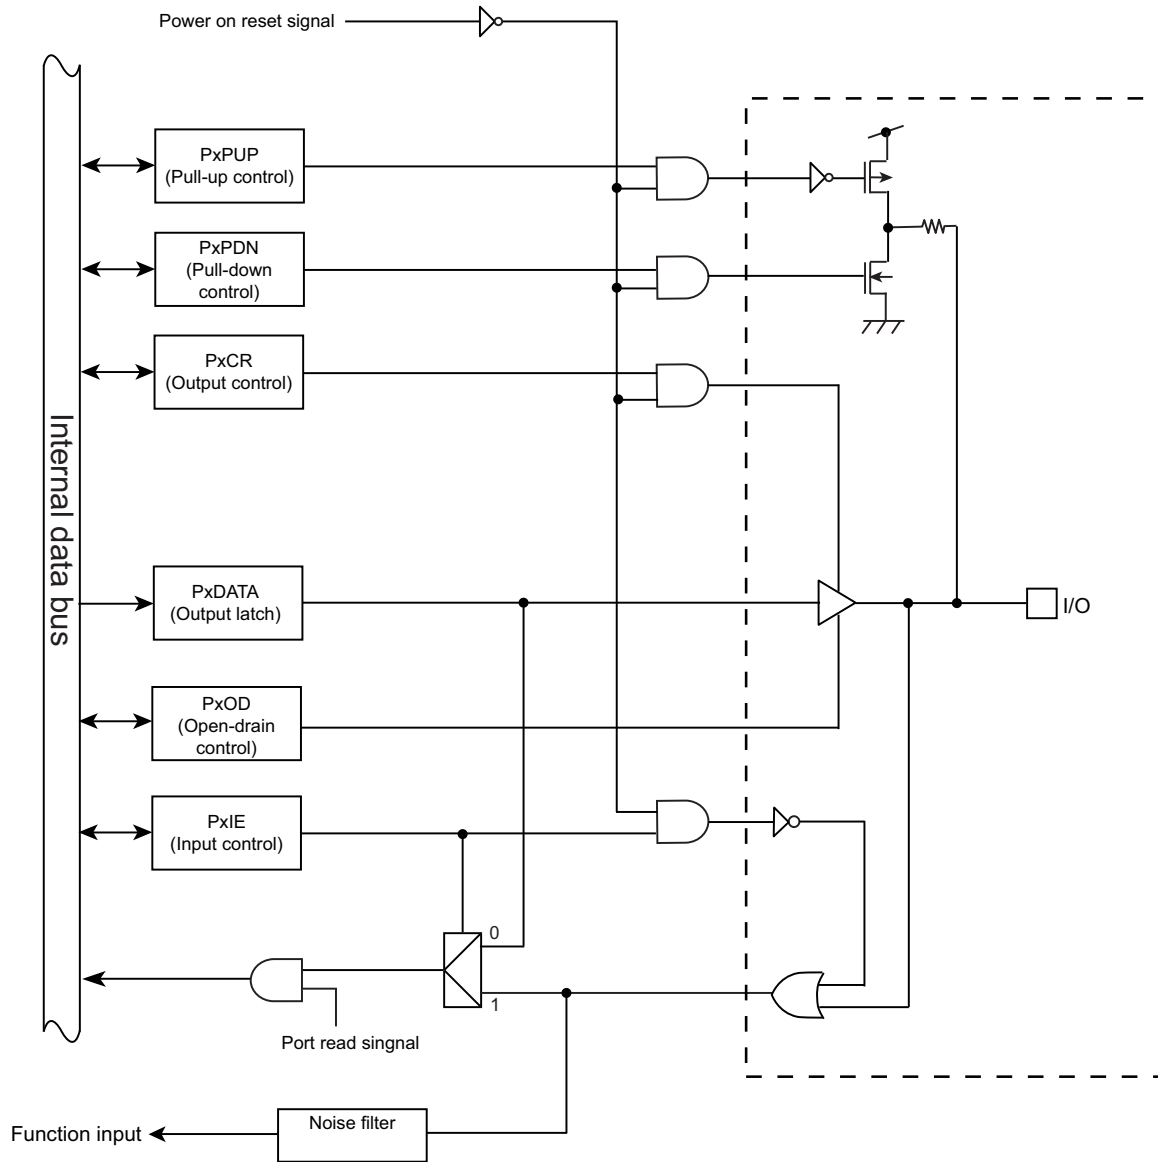 Power on reset signal
PxPUP
(Pull-up control)
PxPDN
(Pull-down
control)
PxCR
(Output control)
Internal data bus
PxDATA
(Output latch)
I/O
PxOD
(Open-drain
control)
PxIE
(Input control)
0
1
Port read singnal
Noise filter
Function input